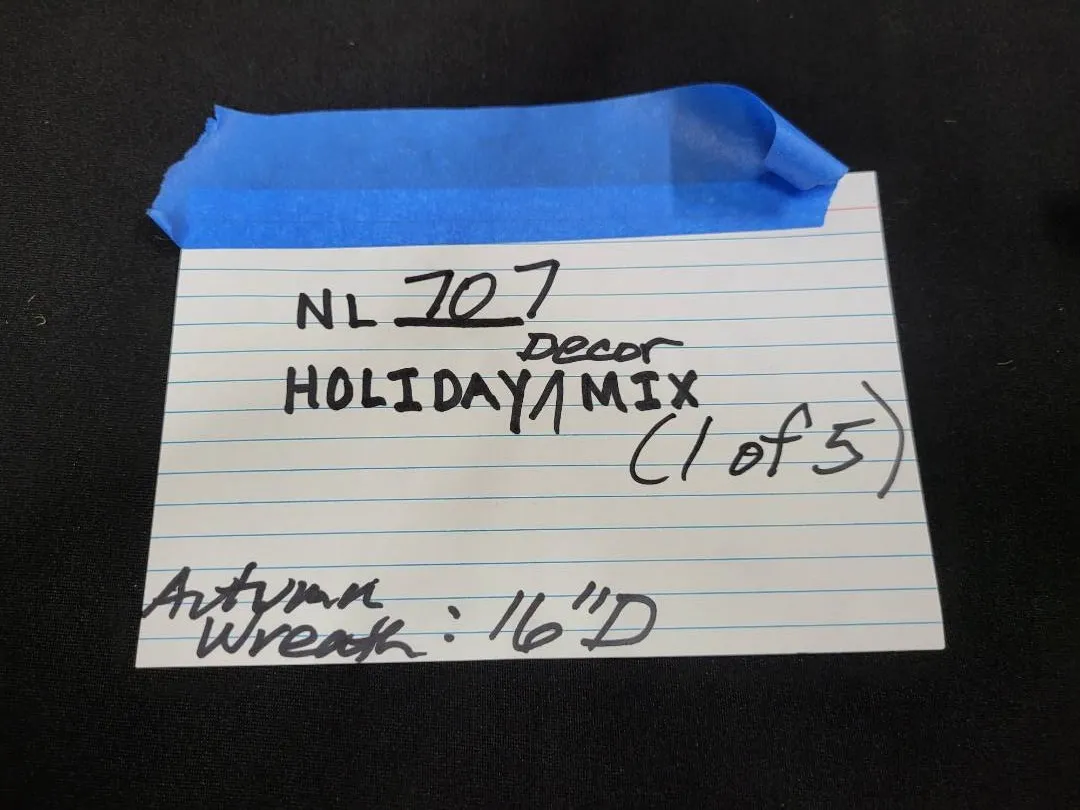 NL 707
HOLIDAY Decor MIX
(1 of 5)
Autumn
Wreath: 16"D